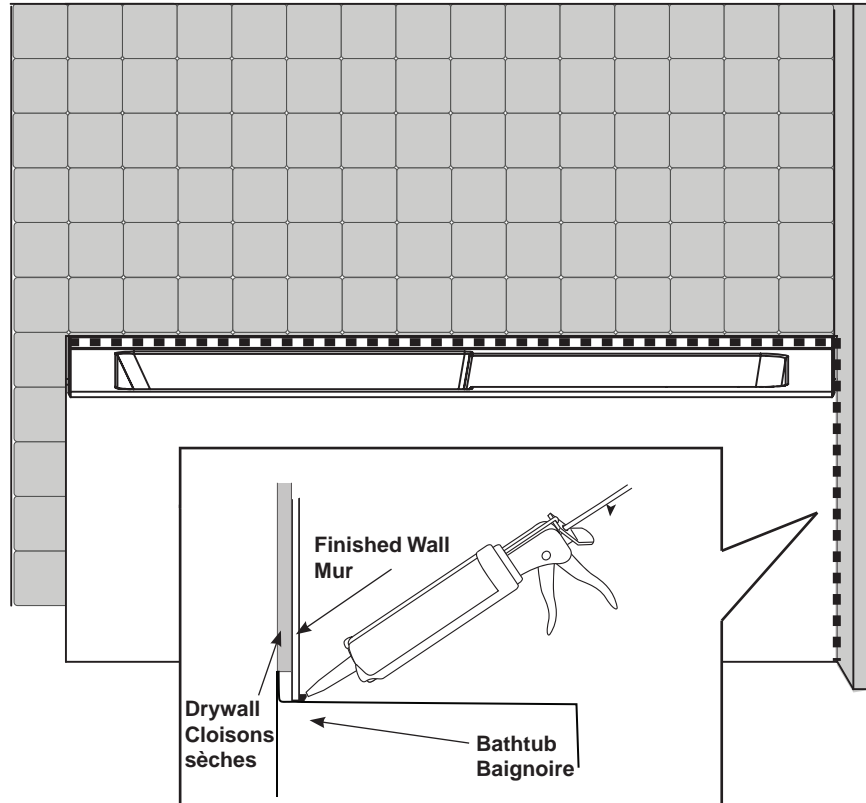 Finished Wall
Mur
Drywall
Cloisons
sèches
Bathtub
Baignoire